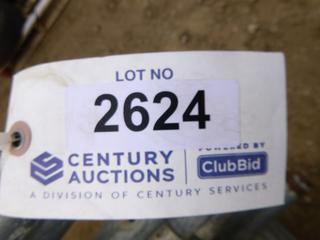 LOT NO
2624
CENTURY AUCTIONS
POWERED BY
ClubBid
A DIVISION OF CENTURY SERVICES